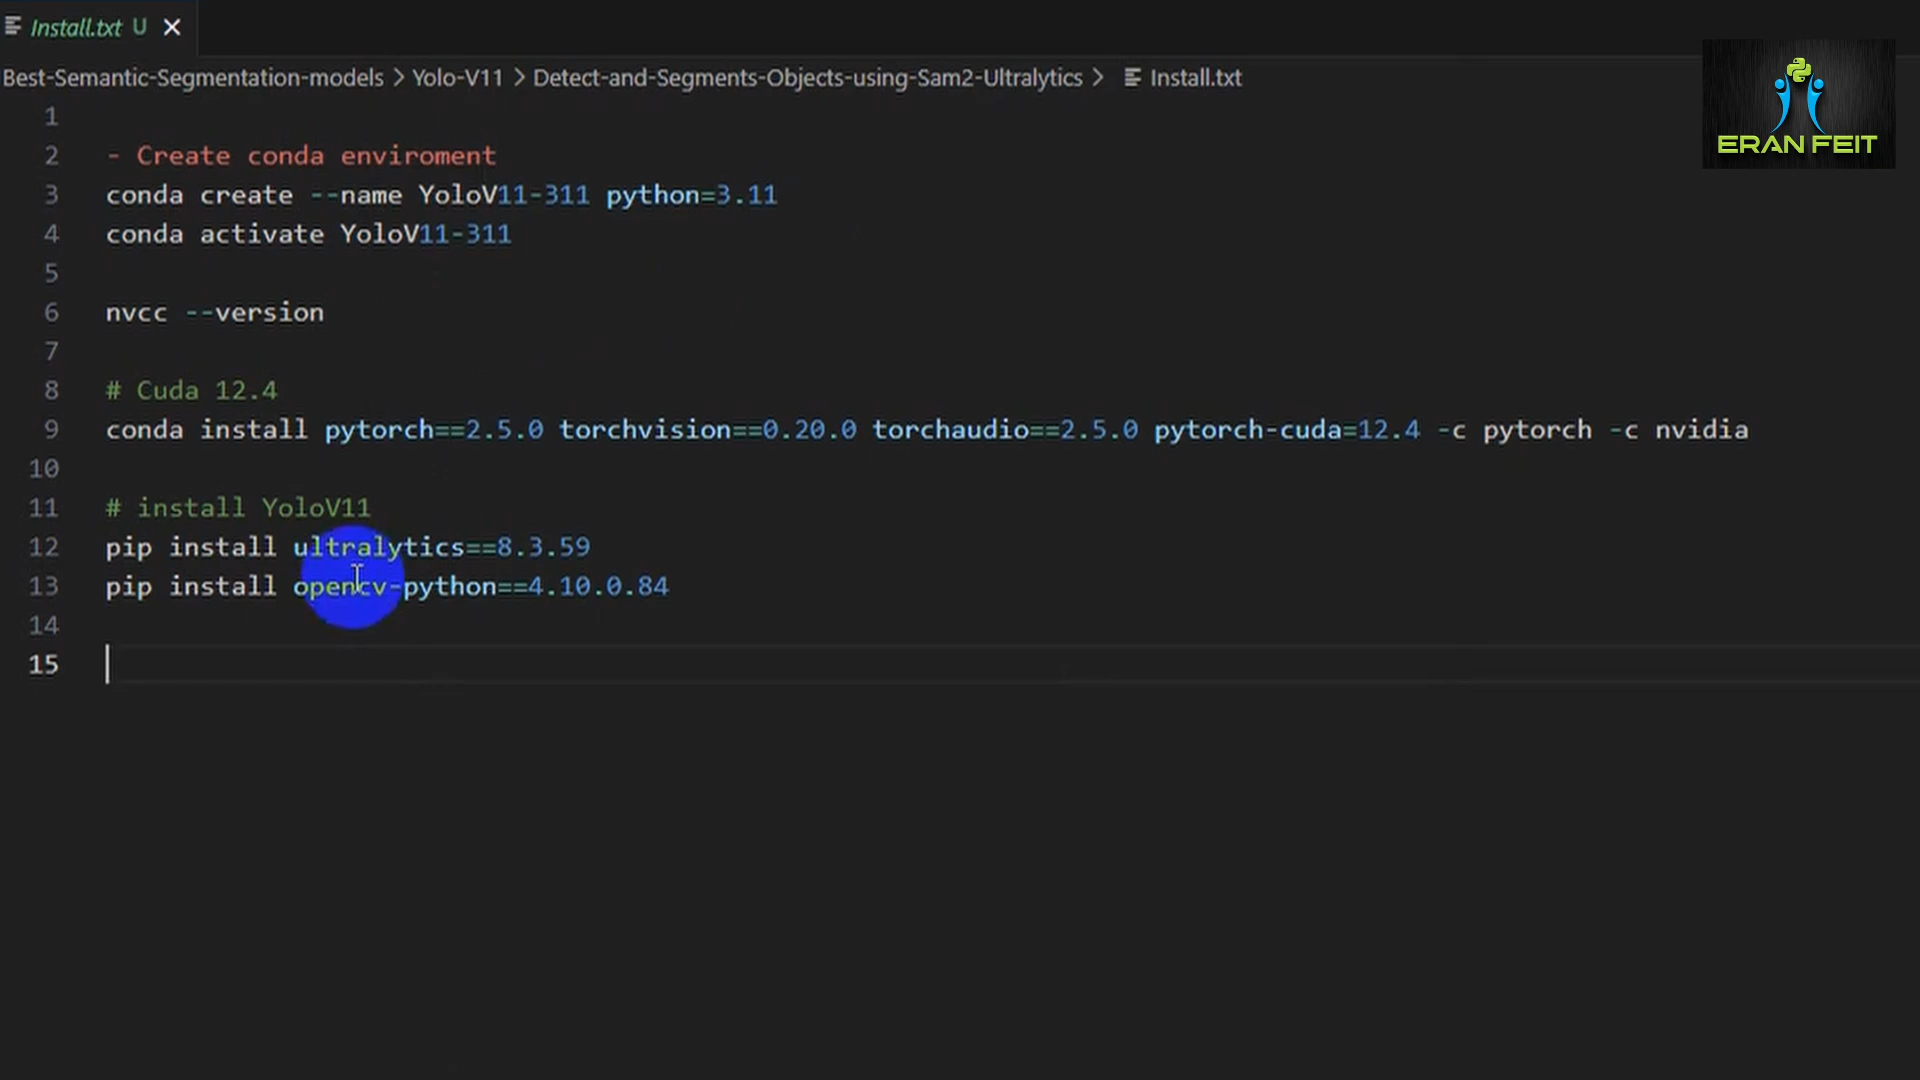 Install.txt U
ERAN FEIT
Best-Semantic-Segmentation-models > Yolo-V11 > Detect-and-Segments-Objects-using-Sam2-Ultralytics > Install.txt
1
2 - Create conda enviroment
3 conda create --name YoloV11-311 python=3.11
4 conda activate YoloV11-311
5
6 nvcc --version
7
8 # Cuda 12.4
9 conda install pytorch==2.5.0 torchvision==0.20.0 torchaudio==2.5.0 pytorch-cuda=12.4 -c pytorch -c nvidia
10
11 # install YoloV11
12 pip install ultralytics==8.3.59
13 pip install opencv-python==4.10.0.84
14
15